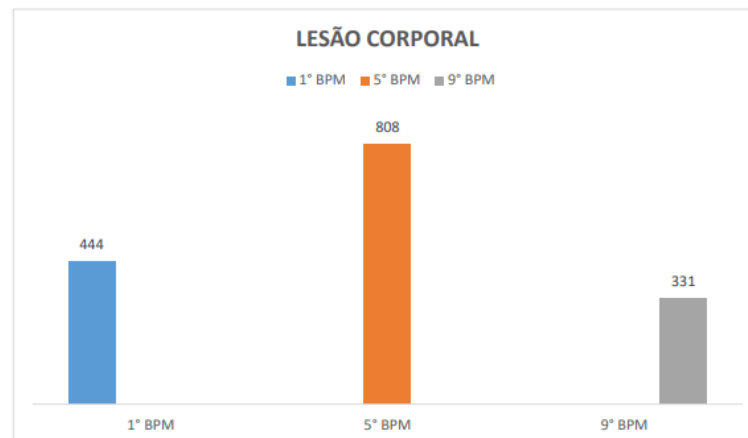 LESÃO CORPORAL
1° BPM 5° BPM 9° BPM
808
444
331
1° BPM 5° BPM 9° BPM